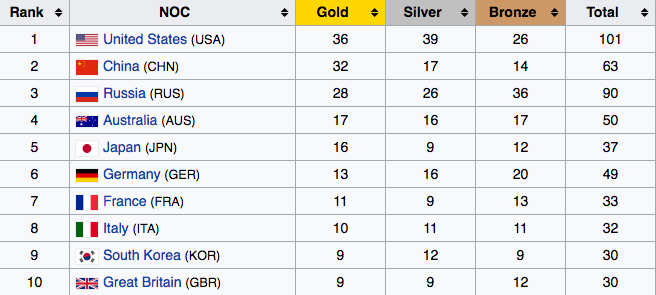 Rank NOC Gold Silver Bronze Total
1 United States (USA) 36 39 26 101
2 China (CHN) 32 17 14 63
3 Russia (RUS) 28 26 36 90
4 Australia (AUS) 17 16 17 50
5 Japan (JPN) 16 9 12 37
6 Germany (GER) 13 16 20 49
7 France (FRA) 11 9 13 33
8 Italy (ITA) 10 11 11 32
9 South Korea (KOR) 9 12 9 30
10 Great Britain (GBR) 9 9 12 30